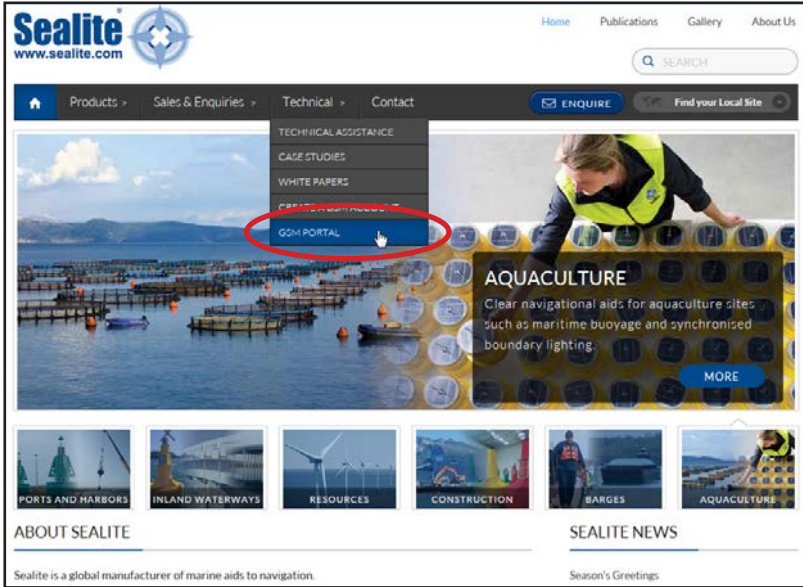 Sealite
www.sealite.com
Home Publications Gallery About Us
SEARCH
Products » Sales & Enquiries » Technical » Contact
ENQUIRE
Find your Local Site
TECHNICAL ASSISTANCE
CASE STUDIES
WHITE PAPERS
CREATE A GSM ACCOUNT
GSM PORTAL
AQUACULTURE
Clear navigational aids for aquaculture sites
such as maritime buoyage and synchronised
boundary lighting.
MORE
PORTS AND HARBORS
INLAND WATERWAYS
RESOURCES
CONSTRUCTION
BARGES
AQUACULTURE
ABOUT SEALITE
SEALITE NEWS
Sealite is a global manufacturer of marine aids to navigation.
Season's Greetings